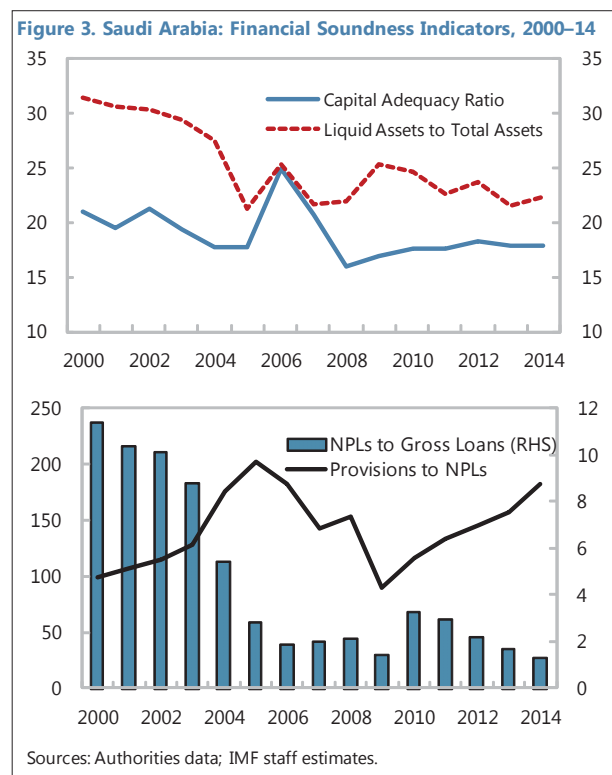 Figure 3. Saudi Arabia: Financial Soundness Indicators, 2000–14
35 35
30 30
25 25
20 20
15 15
10 10
Capital Adequacy Ratio
Liquid Assets to Total Assets
2000 2002 2004 2006 2008 2010 2012 2014
250 12
200 10
150 8
100 6
50 4
0 2
0
NPLs to Gross Loans (RHS)
Provisions to NPLs
2000 2002 2004 2006 2008 2010 2012 2014
Sources: Authorities data; IMF staff estimates.